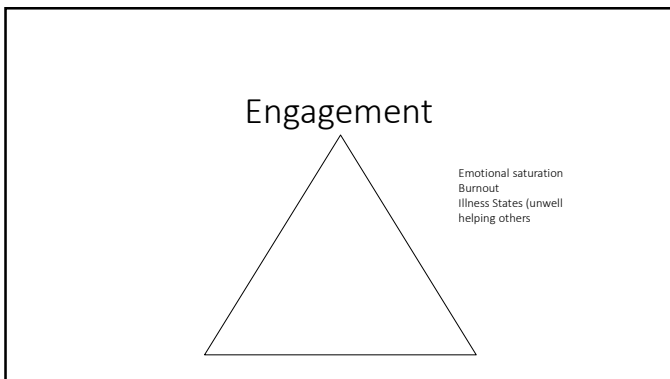 Engagement
Emotional saturation
Burnout
Illness States (unwell
helping others